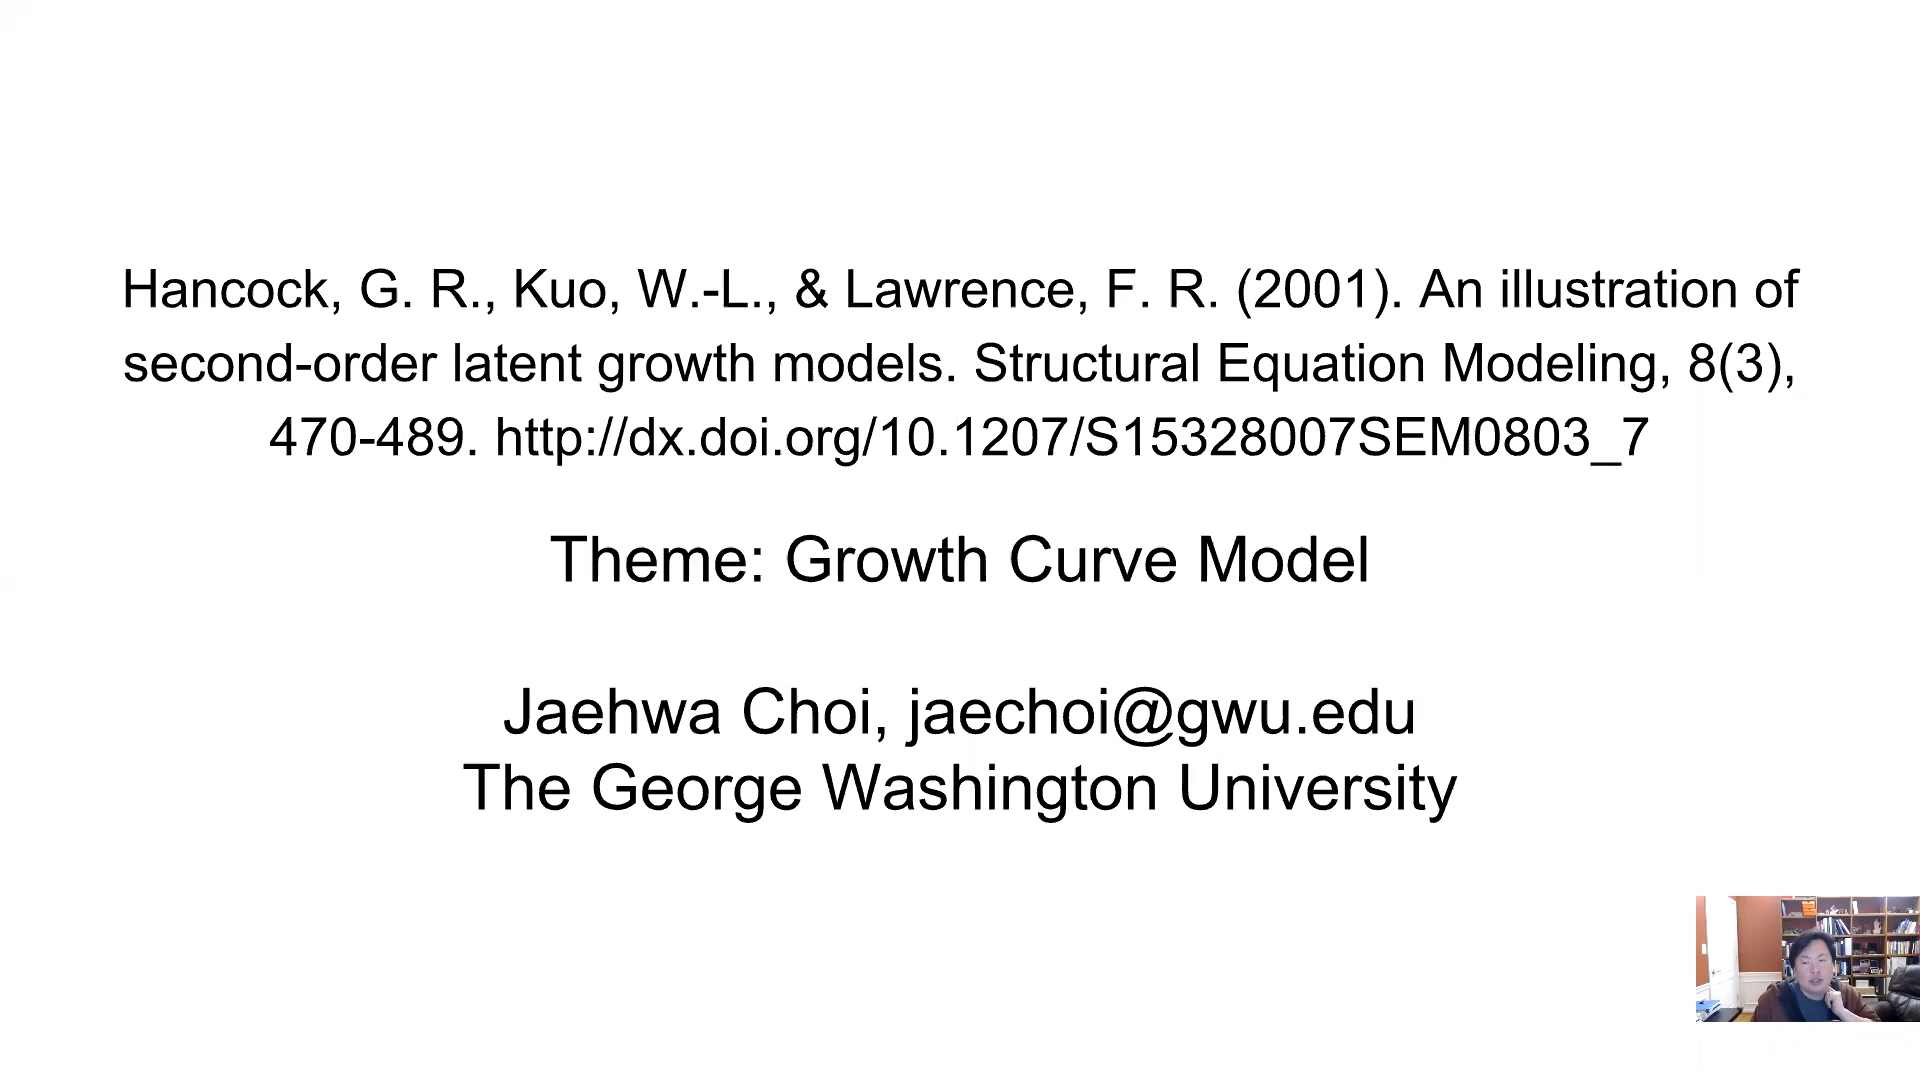 Hancock, G. R., Kuo, W.-L., & Lawrence, F. R. (2001). An illustration of
second-order latent growth models. Structural Equation Modeling, 8(3),
470-489. http://dx.doi.org/10.1207/S15328007SEM0803_7
Theme: Growth Curve Model
Jaehwa Choi, jaechoi@gwu.edu
The George Washington University